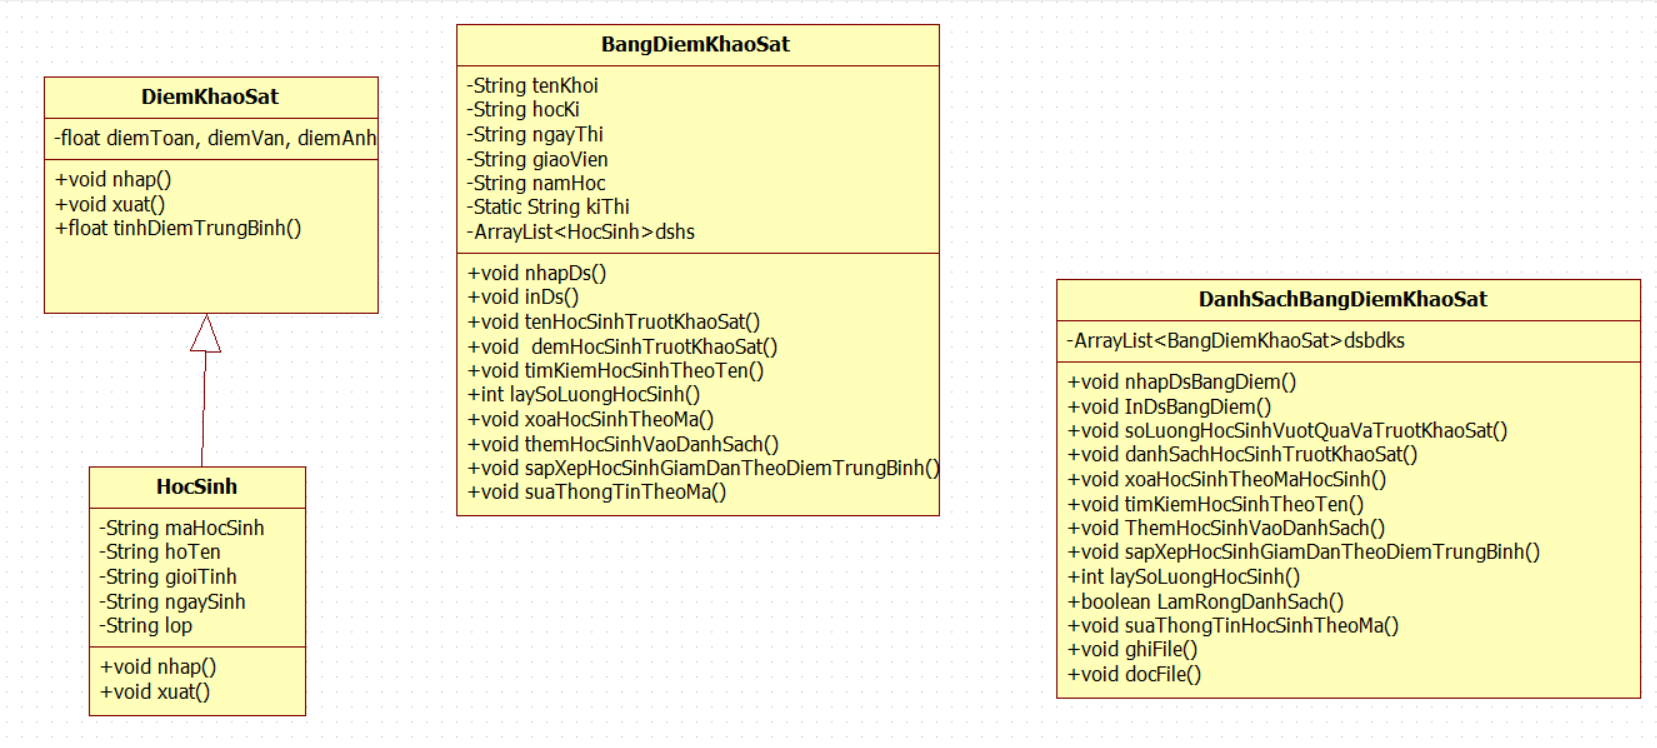 DiemKhaoSat
-float diemToan, diemVan, diemAnh
+void nhap()
+void xuat()
+float tinhDiemTrungBinh()
HocSinh
-String maHocSinh
-String hoTen
-String gioiTinh
-String ngaySinh
-String lop
+void nhap()
+void xuat()
BangDiemKhaoSat
-String tenKhoi
-String hocKi
-String ngayThi
-String giaoVien
-String namHoc
-Static String kiThi
-ArrayList<HocSinh>dshs
+void nhapDs()
+void inDs()
+void tenHocSinhTruotKhaoSat()
+void  demHocSinhTruotKhaoSat()
+void timKiemHocSinhTheoTen()
+int laySoLuongHocSinh()
+void xoaHocSinhTheoMa()
+void themHocSinhVaoDanhSach()
+void sapXepHocSinhGiamDanTheoDiemTrungBinh()
+void suaThongTinTheoMa()
DanhSachBangDiemKhaoSat
-ArrayList<BangDiemKhaoSat>dsbdks
+void nhapDsBangDiem()
+void InDsBangDiem()
+void soLuongHocSinhVuotQuaVaTruotKhaoSat()
+void danhSachHocSinhTruotKhaoSat()
+void xoaHocSinhTheoMaHocSinh()
+void timKiemHocSinhTheoTen()
+void ThemHocSinhVaoDanhSach()
+void sapXepHocSinhGiamDanTheoDiemTrungBinh()
+int laySoLuongHocSinh()
+boolean LamRongDanhSach()
+void suaThongTinHocSinhTheoMa()
+void ghiFile()
+void docFile()